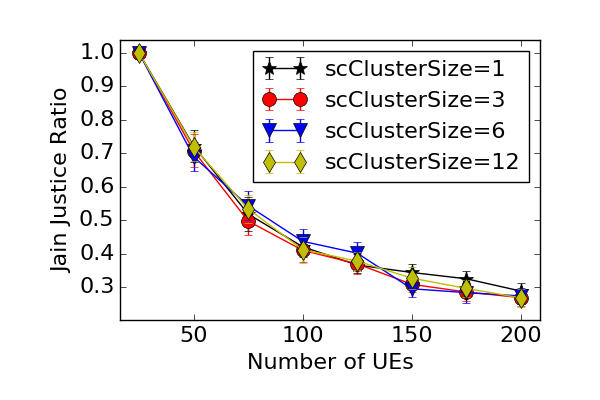 1.0
0.9
0.8
0.7
0.6
0.5
0.4
0.3
Jain Justice Ratio
scClusterSize=1
scClusterSize=3
scClusterSize=6
scClusterSize=12
50 100 150 200
Number of UEs